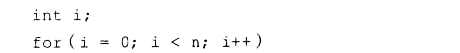 int i;
for(i = 0; i < n; i++)